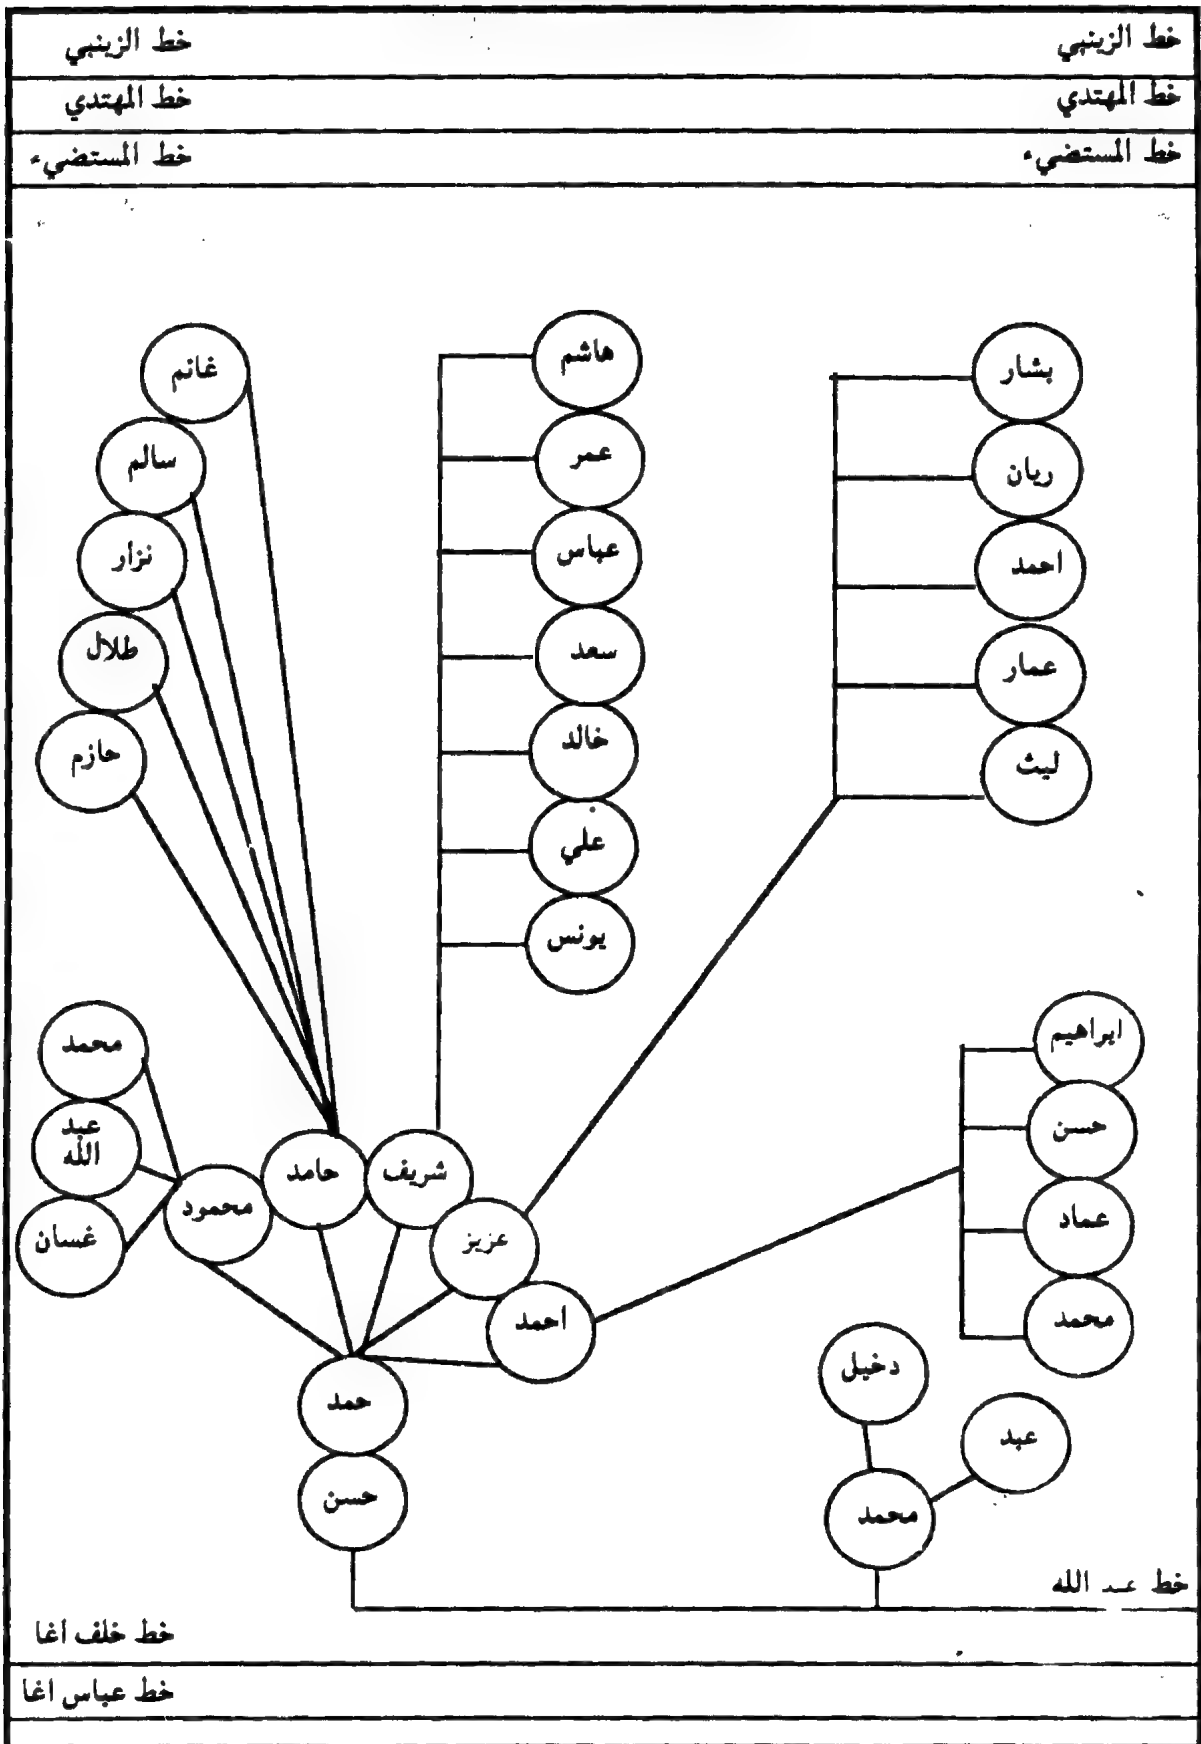 خط الزينبي
خط الزينبي
خط المهتدي
خط المهتدي
خط المستضيء
خط المستضيء
بشار
ريان
احمد
عمار
ليث
هاشم
عمر
عباس
سعد
خالد
علي
يونس
غانم
سالم
نزار
طلال
حازم
ابراهيم
حسن
عماد
محمد
محمد
عبد
الله
غسان
محمود
حامد
شريف
عزيز
احمد
حمد
حسن
دخيل
عبد
محمد
خط عبد الله
خط خلف اغا
خط عباس اغا